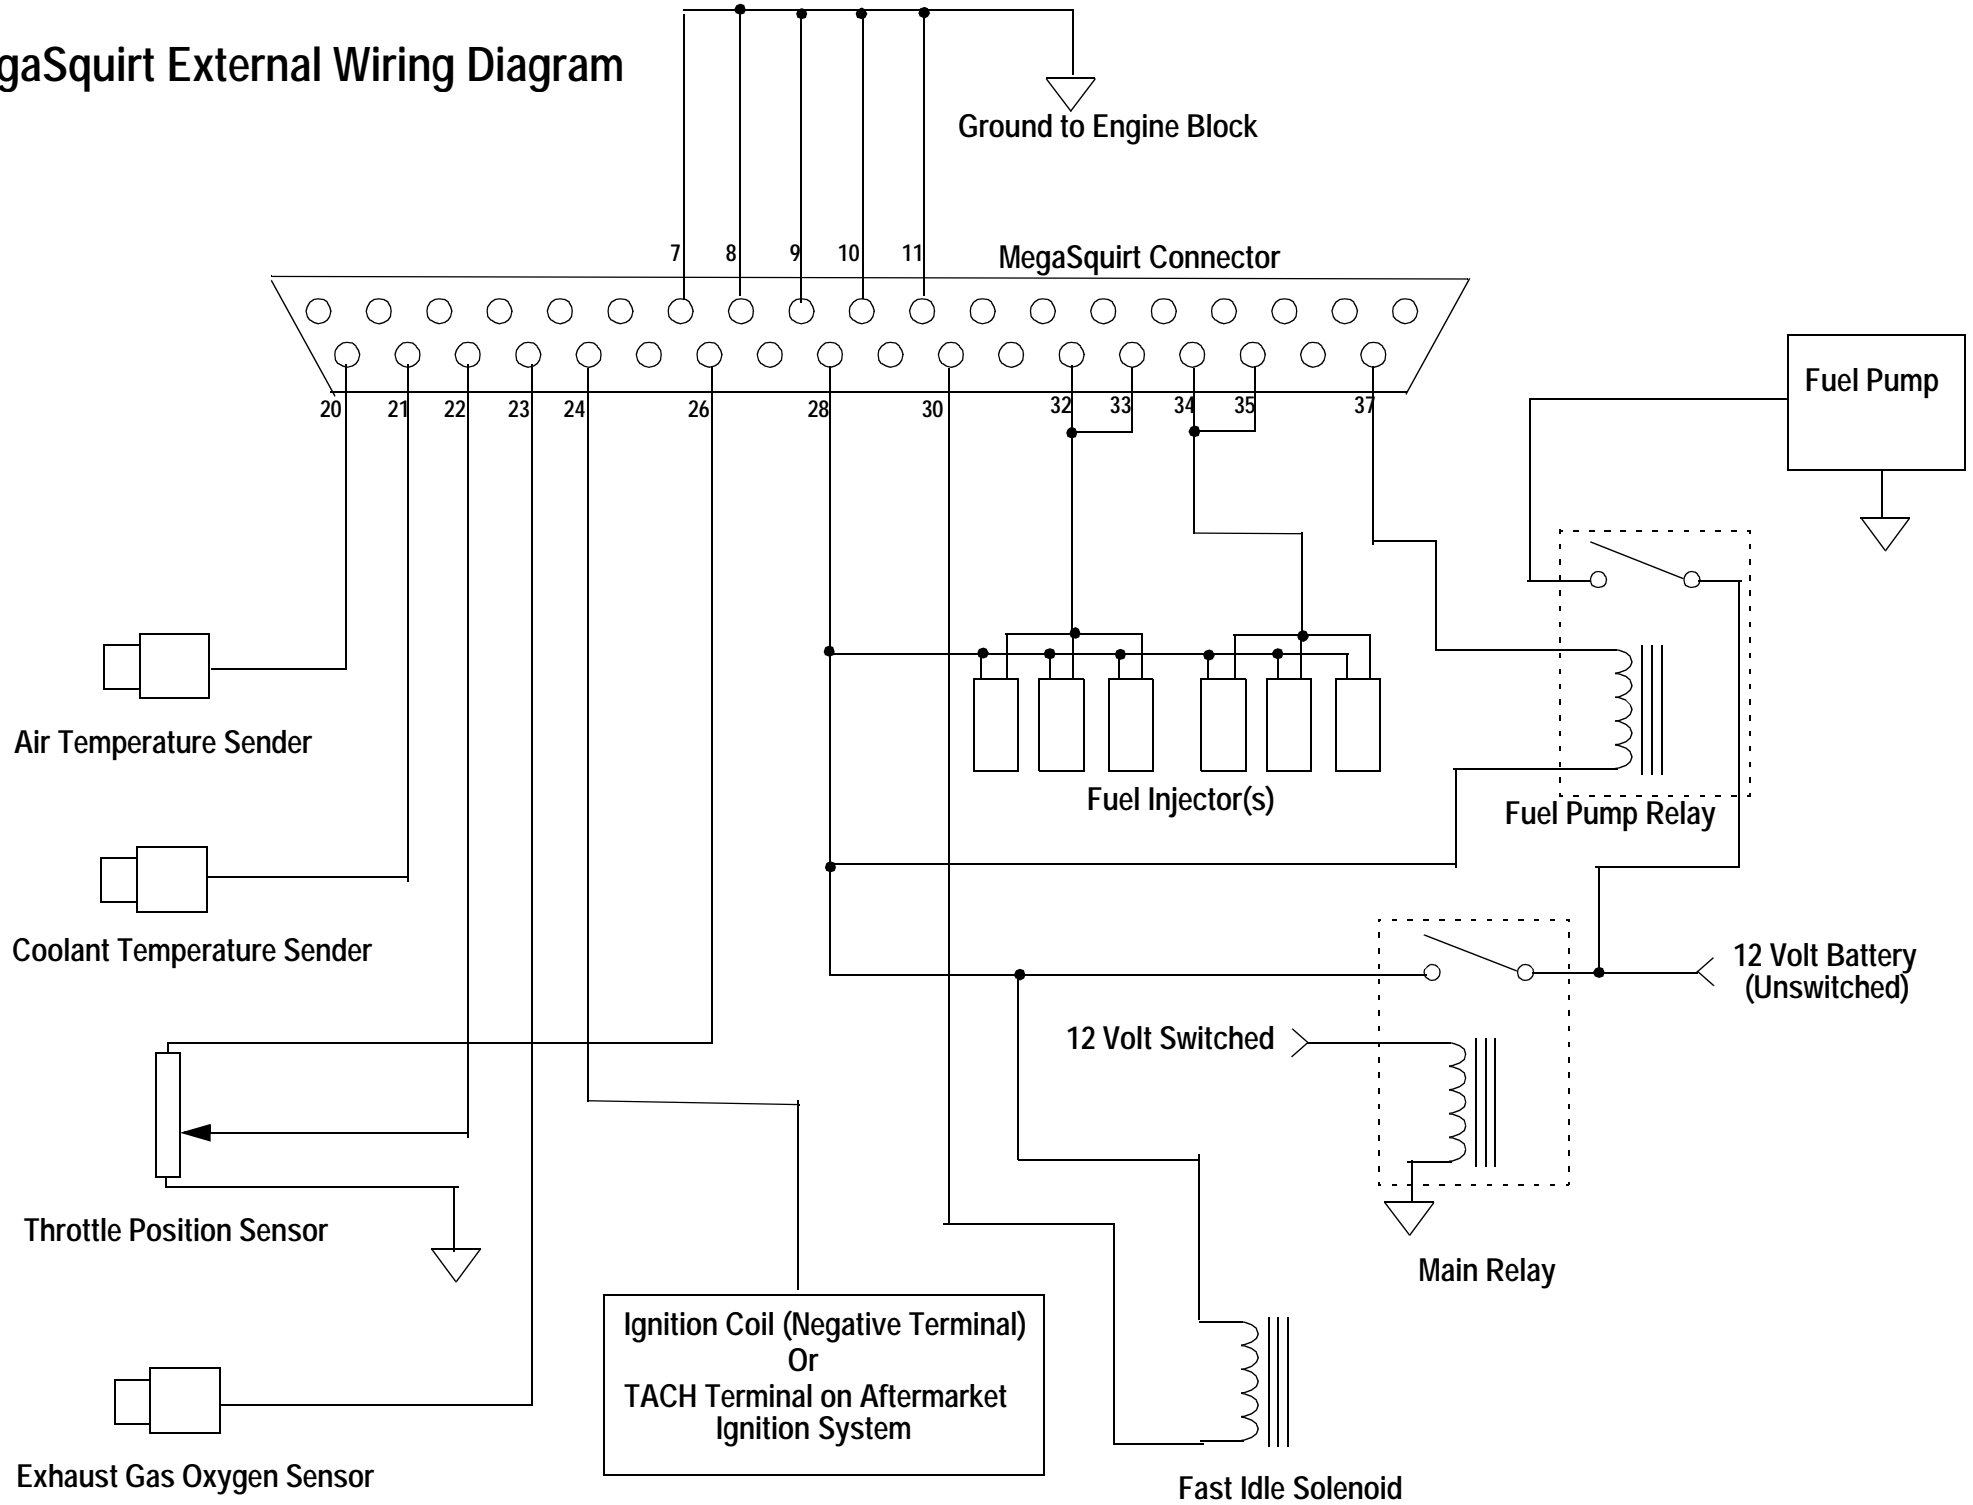 gaSquirt External Wiring Diagram
Ground to Engine Block
7 8 9 10 11
MegaSquirt Connector
20 21 22 23 24 26 28 30 32 33 34 35 37
Fuel Pump
Air Temperature Sender
Fuel Injector(s)
Fuel Pump Relay
Coolant Temperature Sender
12 Volt Battery
(Unswitched)
12 Volt Switched
Throttle Position Sensor
Main Relay
Ignition Coil (Negative Terminal)
Or
TACH Terminal on Aftermarket
Ignition System
Exhaust Gas Oxygen Sensor
Fast Idle Solenoid